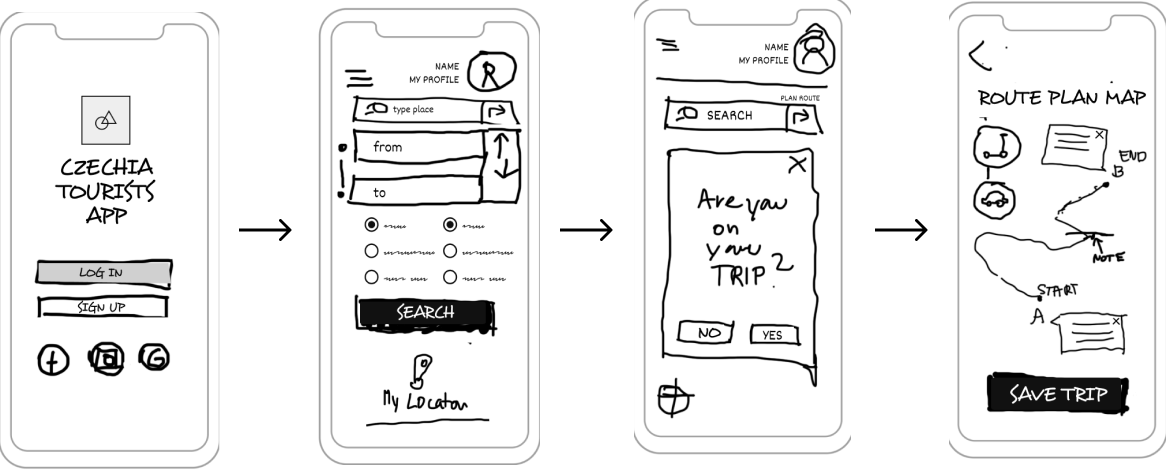 CZECHIA
TOURISTS
APP
LOG IN
SIGN UP
f
G
NAME
MY PROFILE
R
type place
from
to
SEARCH
My Locaton
NAME
MY PROFILE
PLAN ROUTE
SEARCH
X
Are you
on
your
TRIP?
NO
YES
ROUTE PLAN MAP
X
END
B
NOTE
START
A
X
SAVE TRIP